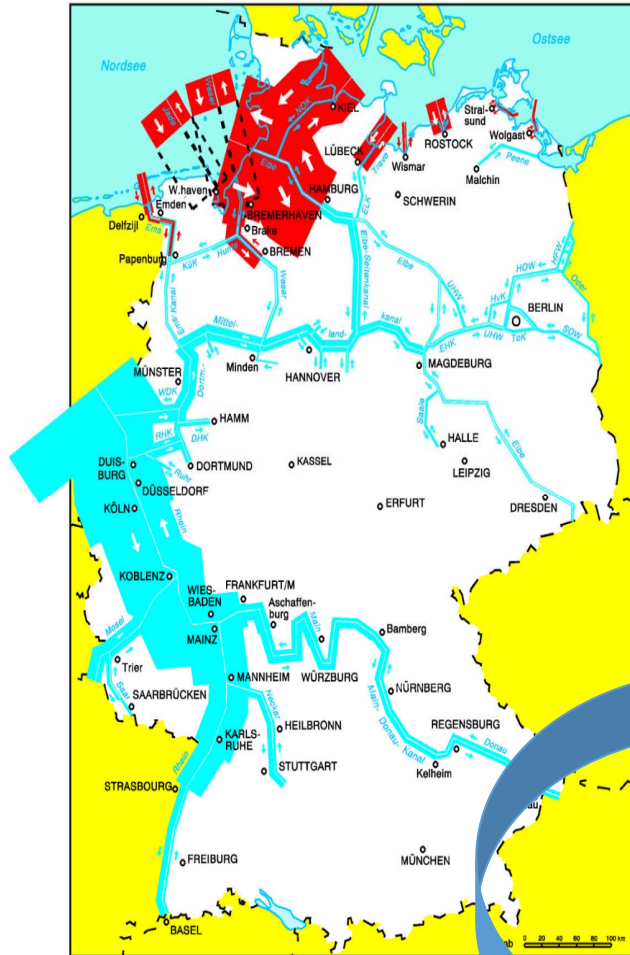 Nordsee
Ostsee
Jade
Weser
NOK
KIEL
Stral-
sund
Wolgast
ROSTOCK
Elbe
LÜBECK
Trave
Wismar
Malchin
Peene
W.haven
Emden
Delfzijl
HAMBURG
ELK
SCHWERIN
BREMERHAVEN
Brake
Ems
Papenburg
KüK
Hunte
BREMEN
Weser
Elbe-Seitenkanal
Elbe
UHW
HvK
HOW
HFW
Oder
BERLIN
Ems-Kanal
Mittel-
land-
kanal
EHK
UHW
TeK
SOW
Minden
HANNOVER
MAGDEBURG
MÜNSTER
WDK
Dortm.-
Saale
HAMM
RHK
DHK
HALLE
Elbe
DUIS-
BURG
Ruhr
DORTMUND
KASSEL
LEIPZIG
DÜSSELDORF
DRESDEN
KÖLN
Rhein
ERFURT
KOBLENZ
WIES-
BADEN
FRANKFURT/M
Aschaffen-
burg
Mosel
MAINZ
Main
Bamberg
Trier
WÜRZBURG
Saar
MANNHEIM
SAARBRÜCKEN
NÜRNBERG
Neckar
Main-
Donau-
Kanal
HEILBRONN
REGENSBURG
KARLS-
RUHE
Donau
Rhein
STUTTGART
Kelheim
STRASBOURG
au
MÜNCHEN
FREIBURG
BASEL
ab
0 20 40 60 80 100 km